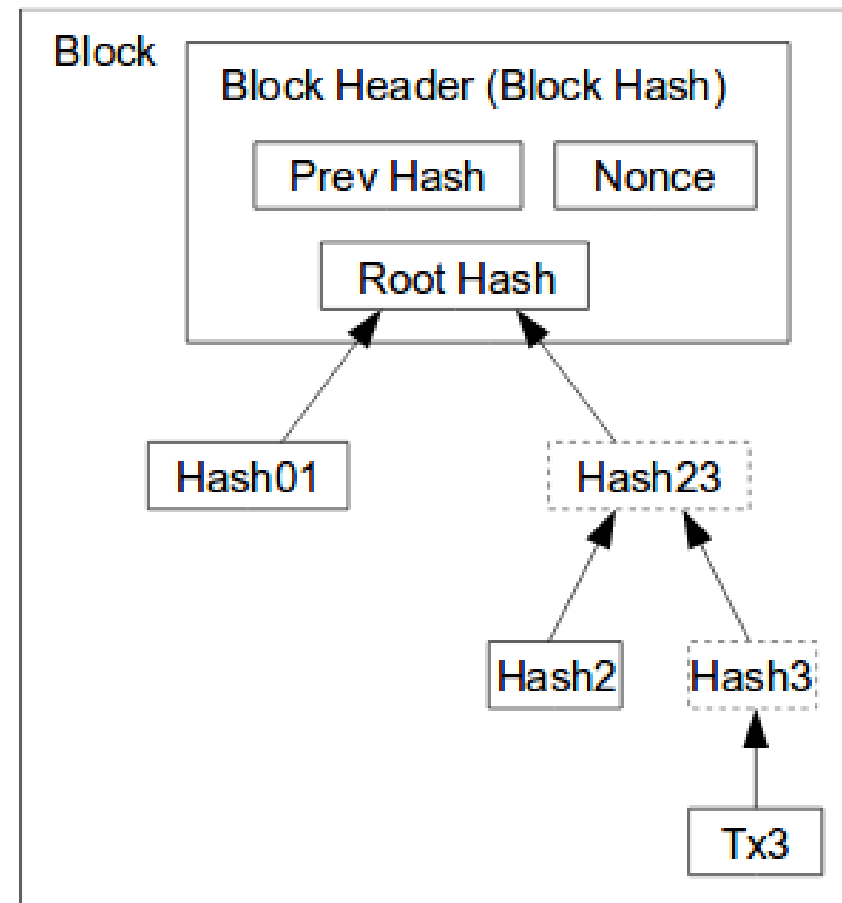 Block
Block Header (Block Hash)
Prev Hash
Nonce
Root Hash
Hash01
Hash23
Hash2
Hash3
Tx3